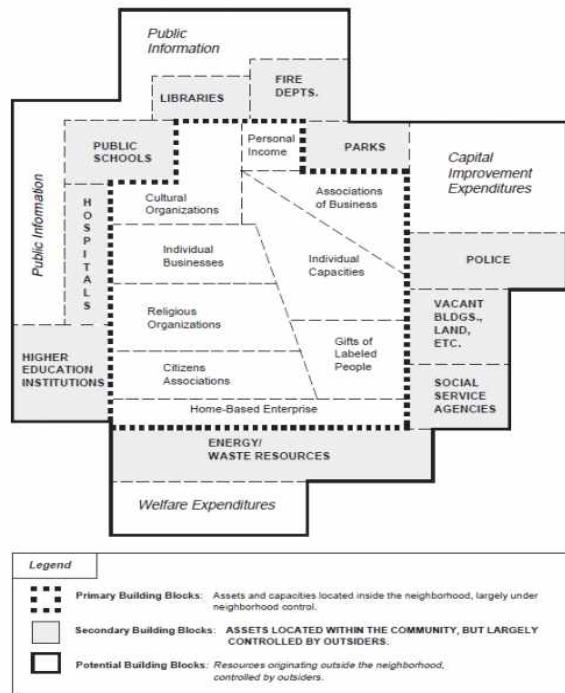 Public
Information
FIRE
DEPTS.
LIBRARIES
PUBLIC
SCHOOLS
Personal
Income
PARKS
Capital
Improvement
Expenditures
Public Information
HOSPITALS
Cultural
Organizations
Associations
of Business
Individual
Businesses
Individual
Capacities
POLICE
Religious
Organizations
VACANT
BLDGS.,
LAND,
ETC.
HIGHER
EDUCATION
INSTITUTIONS
Citizens
Associations
Gifts of
Labeled
People
SOCIAL
SERVICE
AGENCIES
Home-Based Enterprise
ENERGY/
WASTE RESOURCES
Welfare Expenditures
Legend
Primary Building Blocks: Assets and capacities located inside the neighborhood, largely under
neighborhood control.
Secondary Building Blocks: ASSETS LOCATED WITHIN THE COMMUNITY, BUT LARGELY
CONTROLLED BY OUTSIDERS.
Potential Building Blocks: Resources originating outside the neighborhood,
controlled by outsiders.